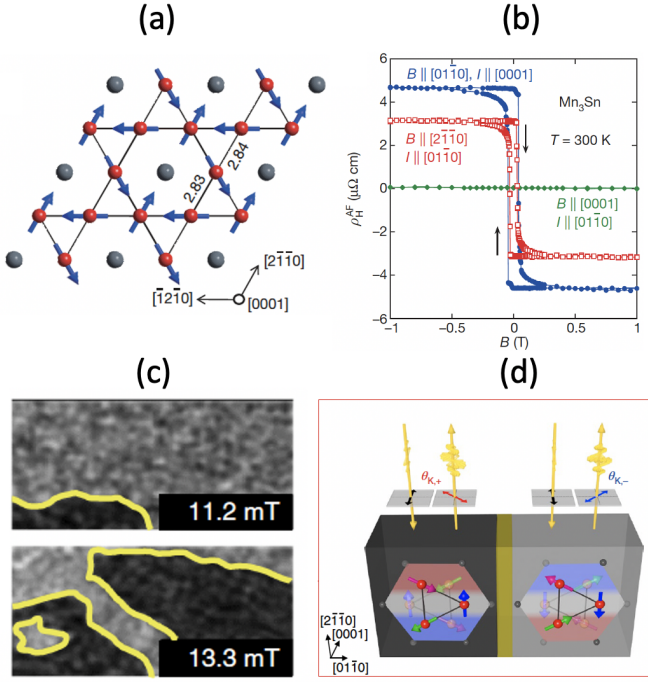 (a)
2.84
2.83
[21̄1̄0]
[1̄21̄0]
[0001]
(b)
6
4
2
0
−2
−4
−6
ρ_H^AF (μΩ cm)
B ∥ [011̄0], I ∥ [0001]
Mn₃Sn
B ∥ [21̄1̄0]
I ∥ [011̄0]
T = 300 K
B ∥ [0001]
I ∥ [011̄0]
−1 −0.5 0 0.5 1
B (T)
(c)
11.2 mT
13.3 mT
(d)
θK,+
θK,−
[21̄1̄0]
[0001]
[011̄0]